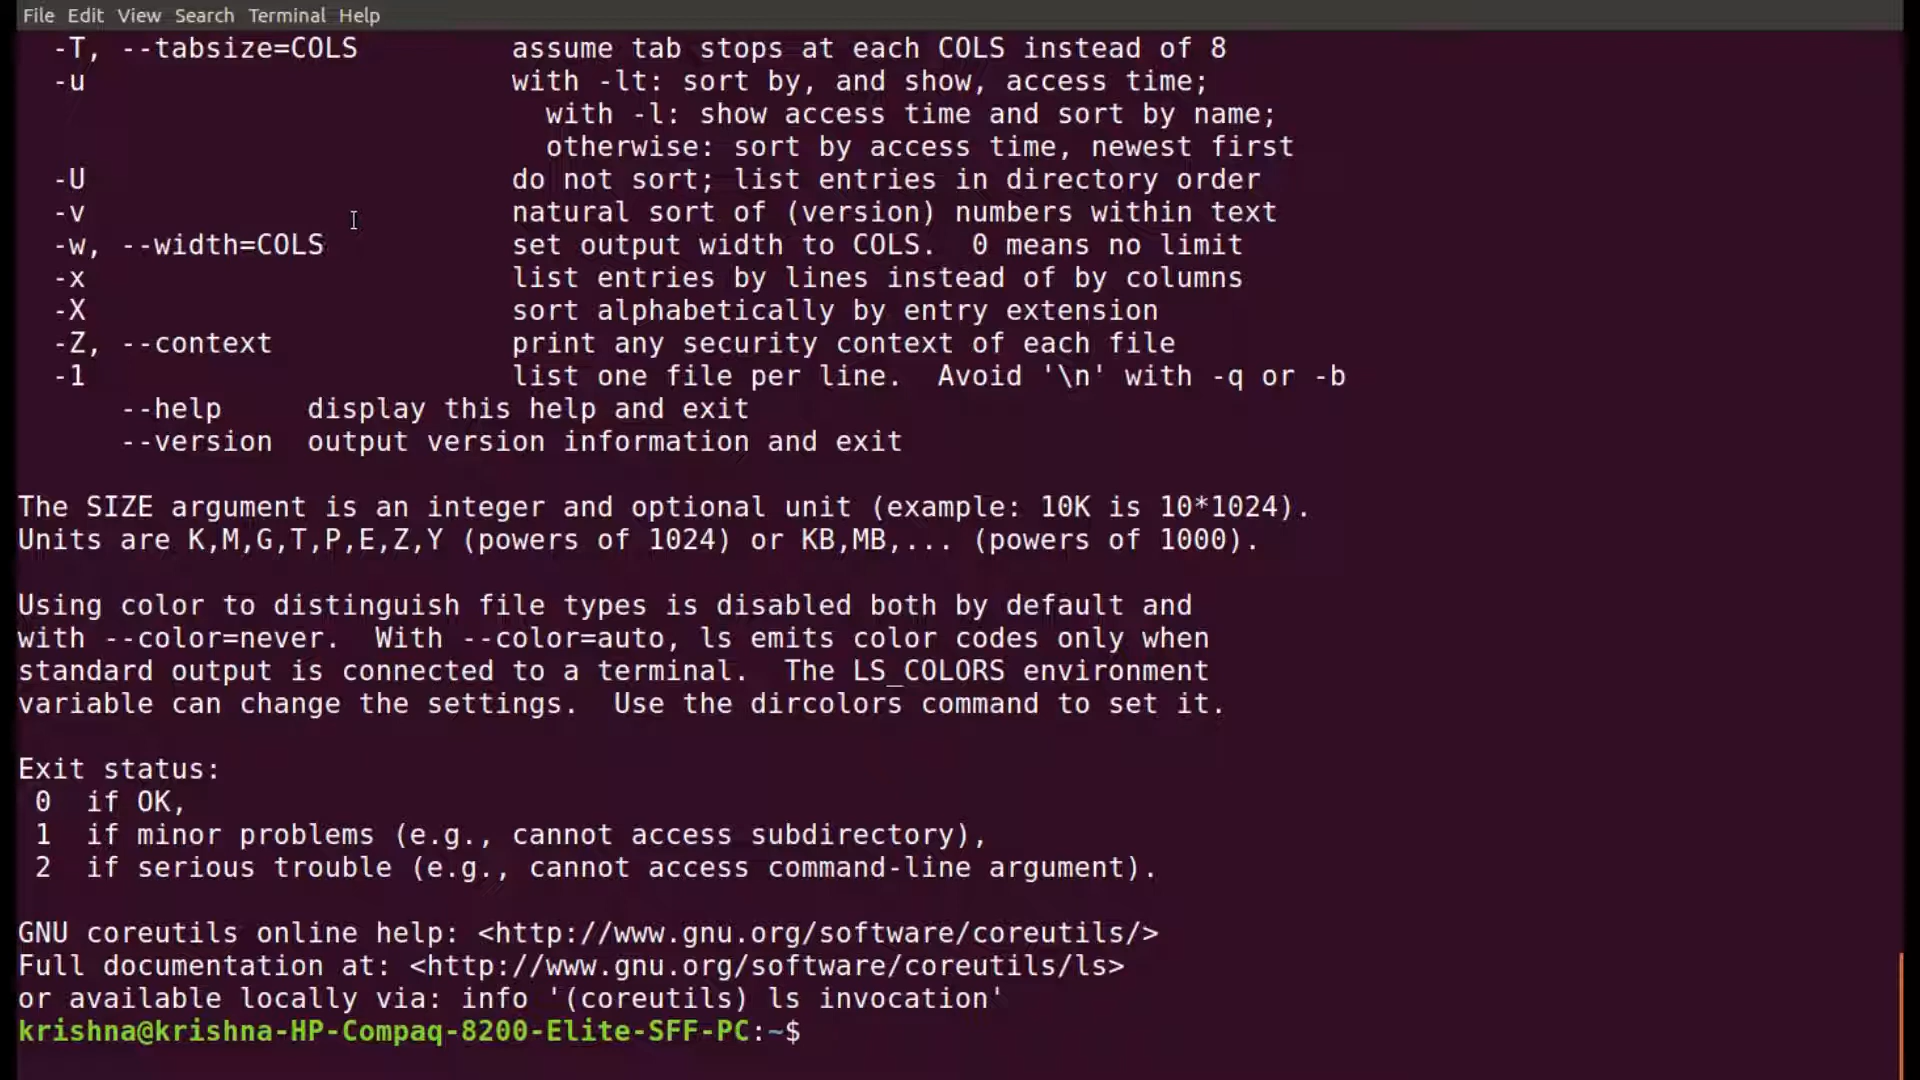 File Edit View Search Terminal Help
  -T, --tabsize=COLS         assume tab stops at each COLS instead of 8
  -u                         with -lt: sort by, and show, access time;
                               with -l: show access time and sort by name;
                               otherwise: sort by access time, newest first
  -U                         do not sort; list entries in directory order
  -v                         natural sort of (version) numbers within text
  -w, --width=COLS           set output width to COLS.  0 means no limit
  -x                         list entries by lines instead of by columns
  -X                         sort alphabetically by entry extension
  -Z, --context              print any security context of each file
  -1                         list one file per line.  Avoid '\n' with -q or -b
      --help     display this help and exit
      --version  output version information and exit

The SIZE argument is an integer and optional unit (example: 10K is 10*1024).
Units are K,M,G,T,P,E,Z,Y (powers of 1024) or KB,MB,... (powers of 1000).

Using color to distinguish file types is disabled both by default and
with --color=never.  With --color=auto, ls emits color codes only when
standard output is connected to a terminal.  The LS_COLORS environment
variable can change the settings.  Use the dircolors command to set it.

Exit status:
 0  if OK,
 1  if minor problems (e.g., cannot access subdirectory),
 2  if serious trouble (e.g., cannot access command-line argument).

GNU coreutils online help: <http://www.gnu.org/software/coreutils/>
Full documentation at: <http://www.gnu.org/software/coreutils/ls>
or available locally via: info '(coreutils) ls invocation'
krishna@krishna-HP-Compaq-8200-Elite-SFF-PC:~$